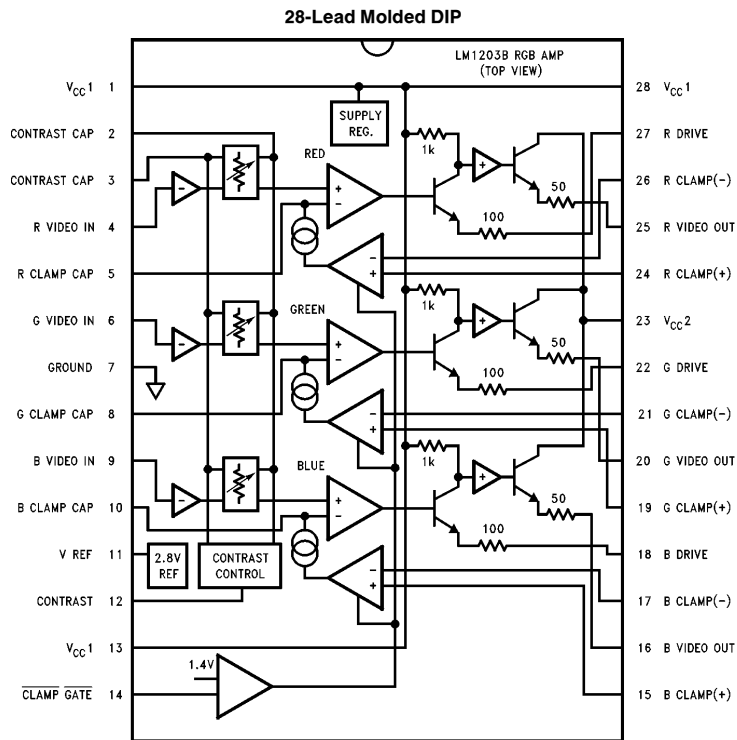 28-Lead Molded DIP
LM1203B RGB AMP
(TOP VIEW)
VCC1 1
28 VCC1
SUPPLY
REG.
CONTRAST CAP 2
27 R DRIVE
1k
RED
CONTRAST CAP 3
26 R CLAMP(-)
50
R VIDEO IN 4
25 R VIDEO OUT
100
R CLAMP CAP 5
24 R CLAMP(+)
1k
GREEN
G VIDEO IN 6
23 VCC2
50
GROUND 7
22 G DRIVE
100
G CLAMP CAP 8
21 G CLAMP(-)
1k
B VIDEO IN 9
20 G VIDEO OUT
BLUE
50
B CLAMP CAP 10
19 G CLAMP(+)
100
V REF 11
2.8V
REF
CONTRAST
CONTROL
18 B DRIVE
CONTRAST 12
17 B CLAMP(-)
VCC1 13
16 B VIDEO OUT
1.4V
CLAMP GATE 14
15 B CLAMP(+)